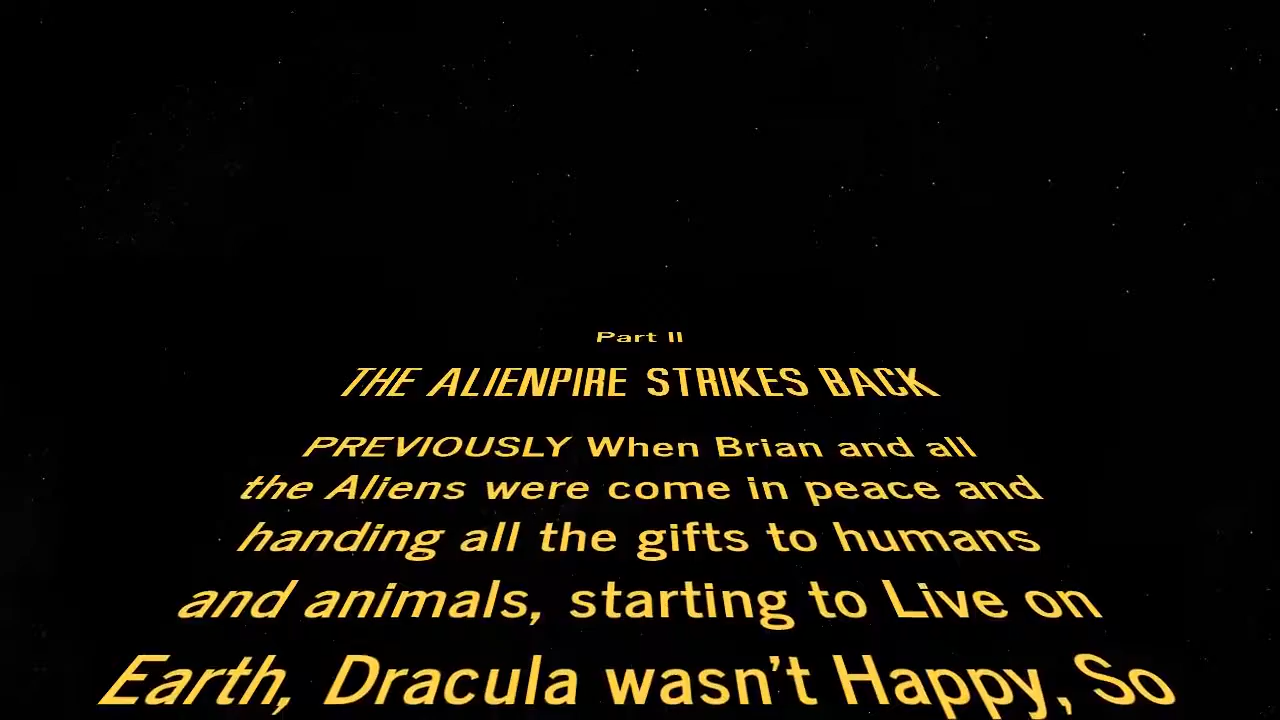 Part II
THE ALIENPIRE STRIKES BACK
PREVIOUSLY When Brian and all
the Aliens were come in peace and
handing all the gifts to humans
and animals, starting to Live on
Earth, Dracula wasn't Happy, So